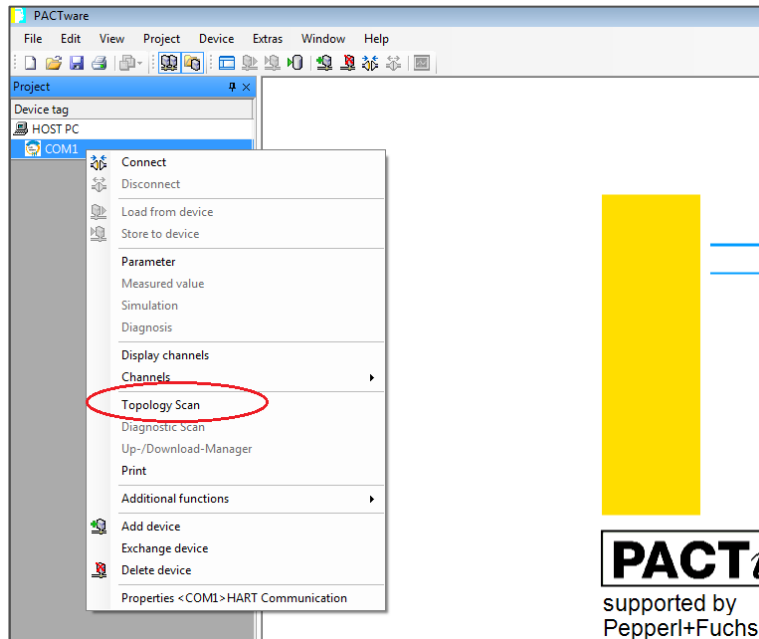 PACTware
File Edit View Project Device Extras Window Help
Project
Device tag
HOST PC
COM1
Connect
Disconnect
Load from device
Store to device
Parameter
Measured value
Simulation
Diagnosis
Display channels
Channels
Topology Scan
Diagnostic Scan
Up-/Download-Manager
Print
Additional functions
Add device
Exchange device
Delete device
Properties <COM1>HART Communication
PACT
supported by
Pepperl+Fuchs